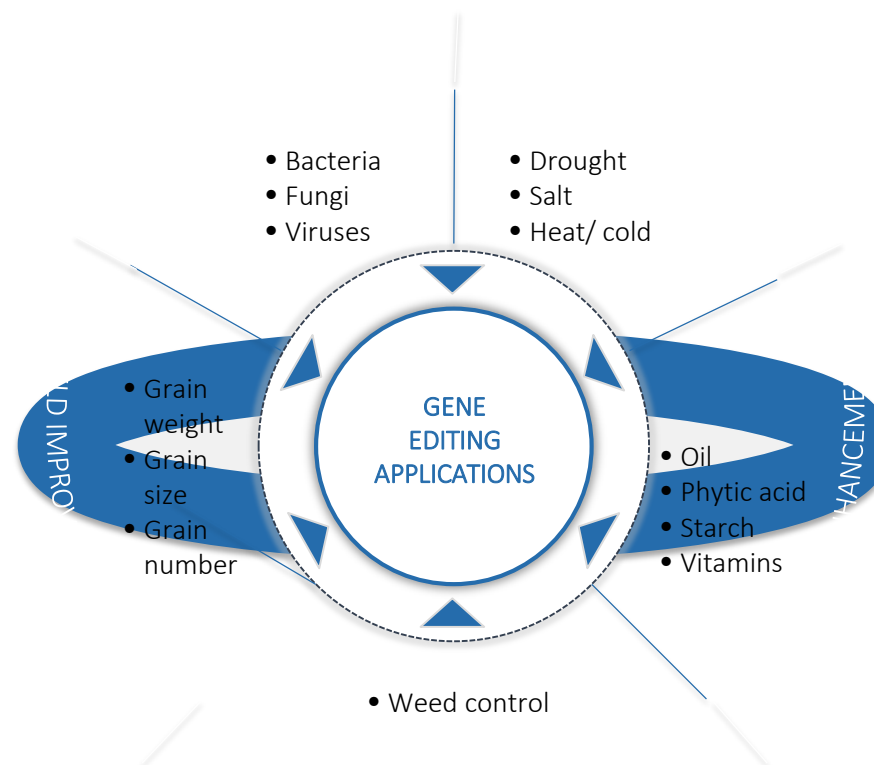 • Bacteria
• Fungi
• Viruses
• Drought
• Salt
• Heat/ cold
• Grain
weight
• Grain
size
• Grain
number
GENE
EDITING
APPLICATIONS
• Oil
• Phytic acid
• Starch
• Vitamins
• Weed control